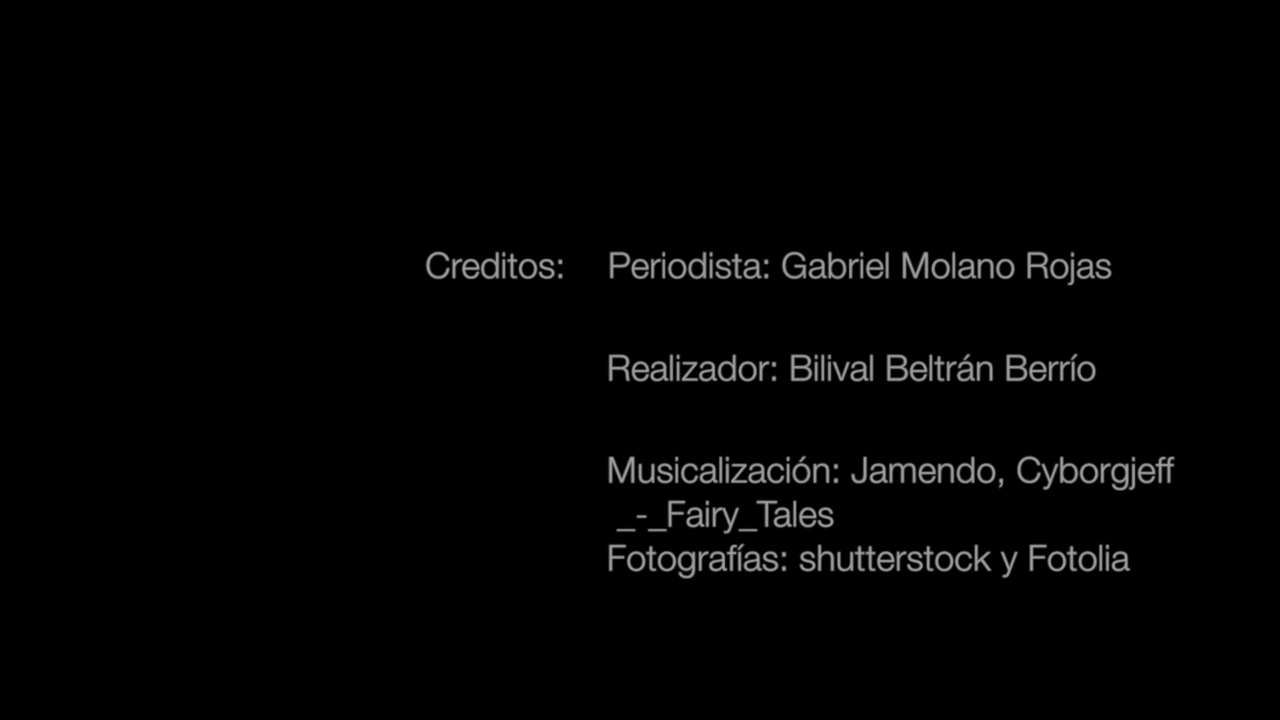 Creditos: Periodista: Gabriel Molano Rojas
Realizador: Bilival Beltrán Berrío
Musicalización: Jamendo, Cyborgjeff
_-_Fairy_Tales
Fotografías: shutterstock y Fotolia